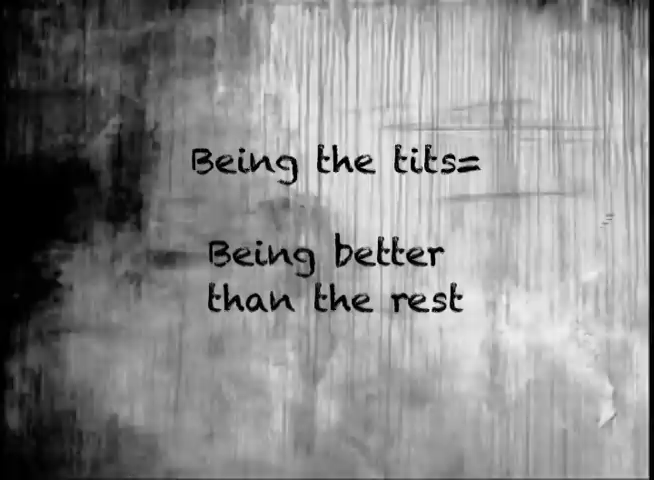 Being the tits=
Being better
than the rest